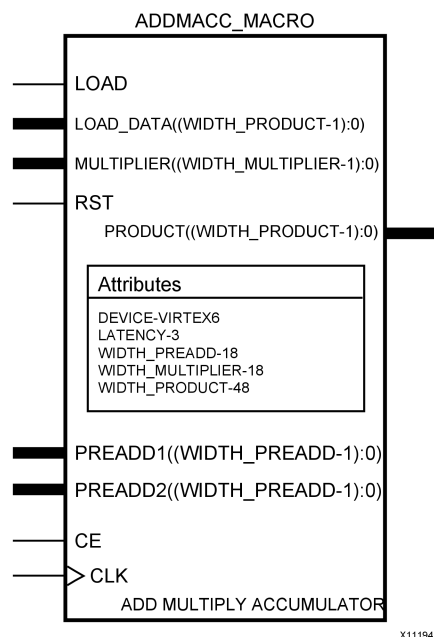 ADDMACC_MACRO
LOAD
LOAD_DATA((WIDTH_PRODUCT-1):0)
MULTIPLIER((WIDTH_MULTIPLIER-1):0)
RST
PRODUCT((WIDTH_PRODUCT-1):0)
Attributes
DEVICE-VIRTEX6
LATENCY-3
WIDTH_PREADD-18
WIDTH_MULTIPLIER-18
WIDTH_PRODUCT-48
PREADD1((WIDTH_PREADD-1):0)
PREADD2((WIDTH_PREADD-1):0)
CE
CLK
ADD MULTIPLY ACCUMULATOR
X11194